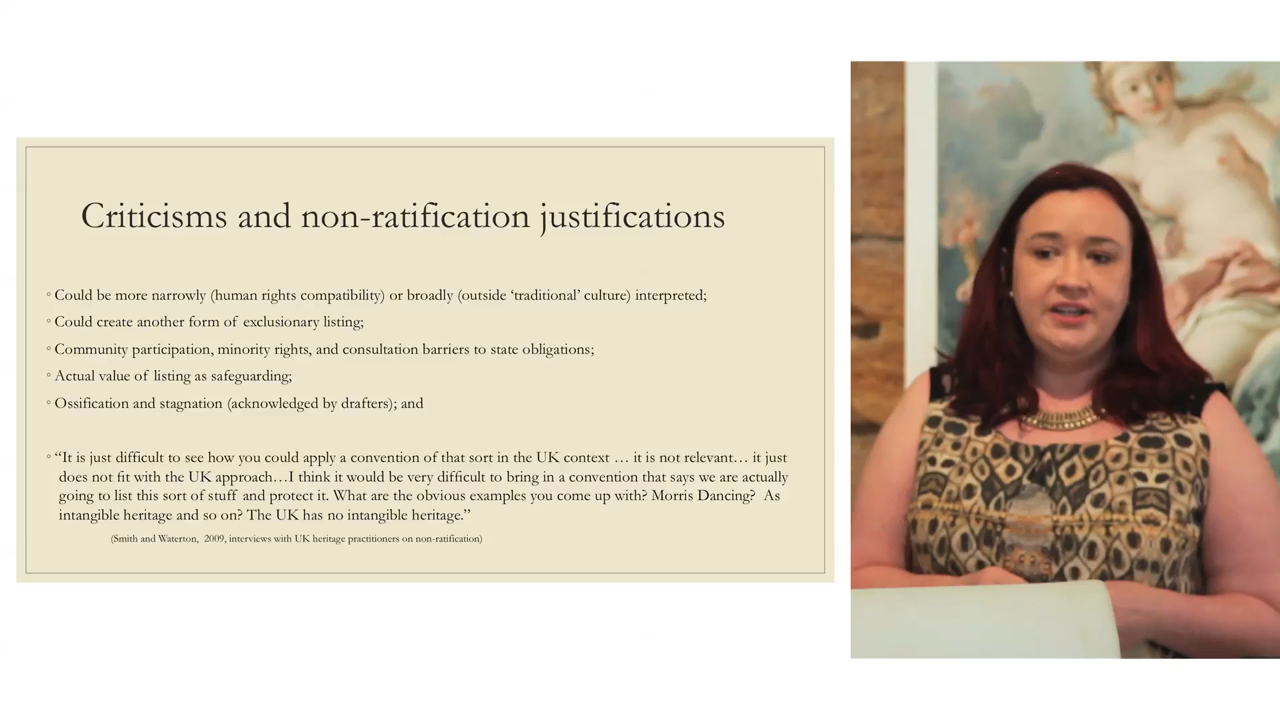 Criticisms and non-ratification justifications
◦ Could be more narrowly (human rights compatibility) or broadly (outside ‘traditional’ culture) interpreted;
◦ Could create another form of exclusionary listing;
◦ Community participation, minority rights, and consultation barriers to state obligations;
◦ Actual value of listing as safeguarding;
◦ Ossification and stagnation (acknowledged by drafters); and
◦ “It is just difficult to see how you could apply a convention of that sort in the UK context … it is not relevant… it just
does not fit with the UK approach…I think it would be very difficult to bring in a convention that says we are actually
going to list this sort of stuff and protect it. What are the obvious examples you come up with? Morris Dancing? As
intangible heritage and so on? The UK has no intangible heritage.”
(Smith and Waterton, 2009, interviews with UK heritage practitioners on non-ratification)